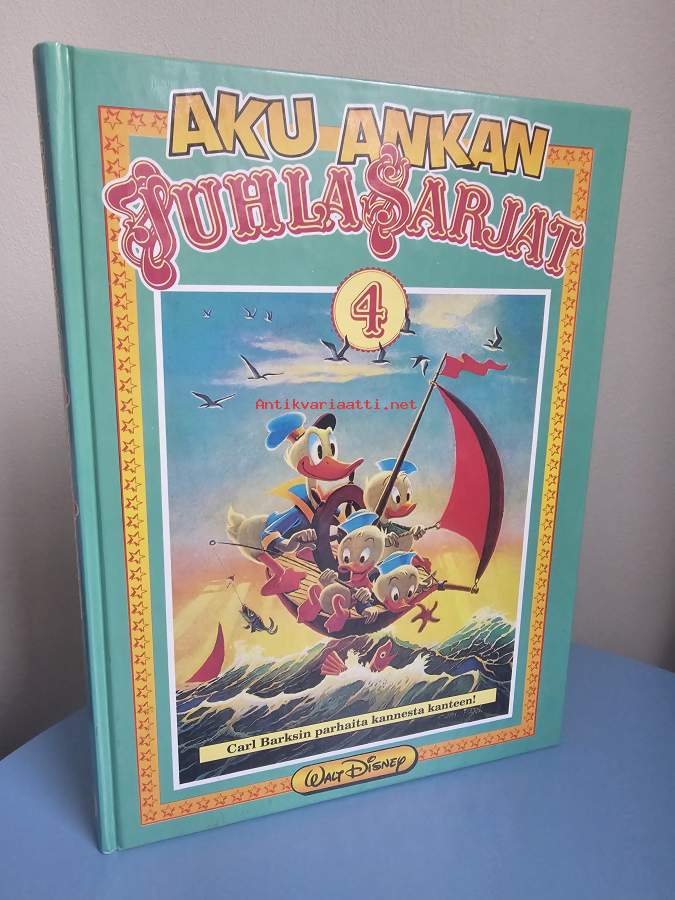 AKU ANKAN
JUHLASARJAT
4
Antikvariaatti.net
Carl Barksin parhaita kannesta kanteen!
WALT DISNEY